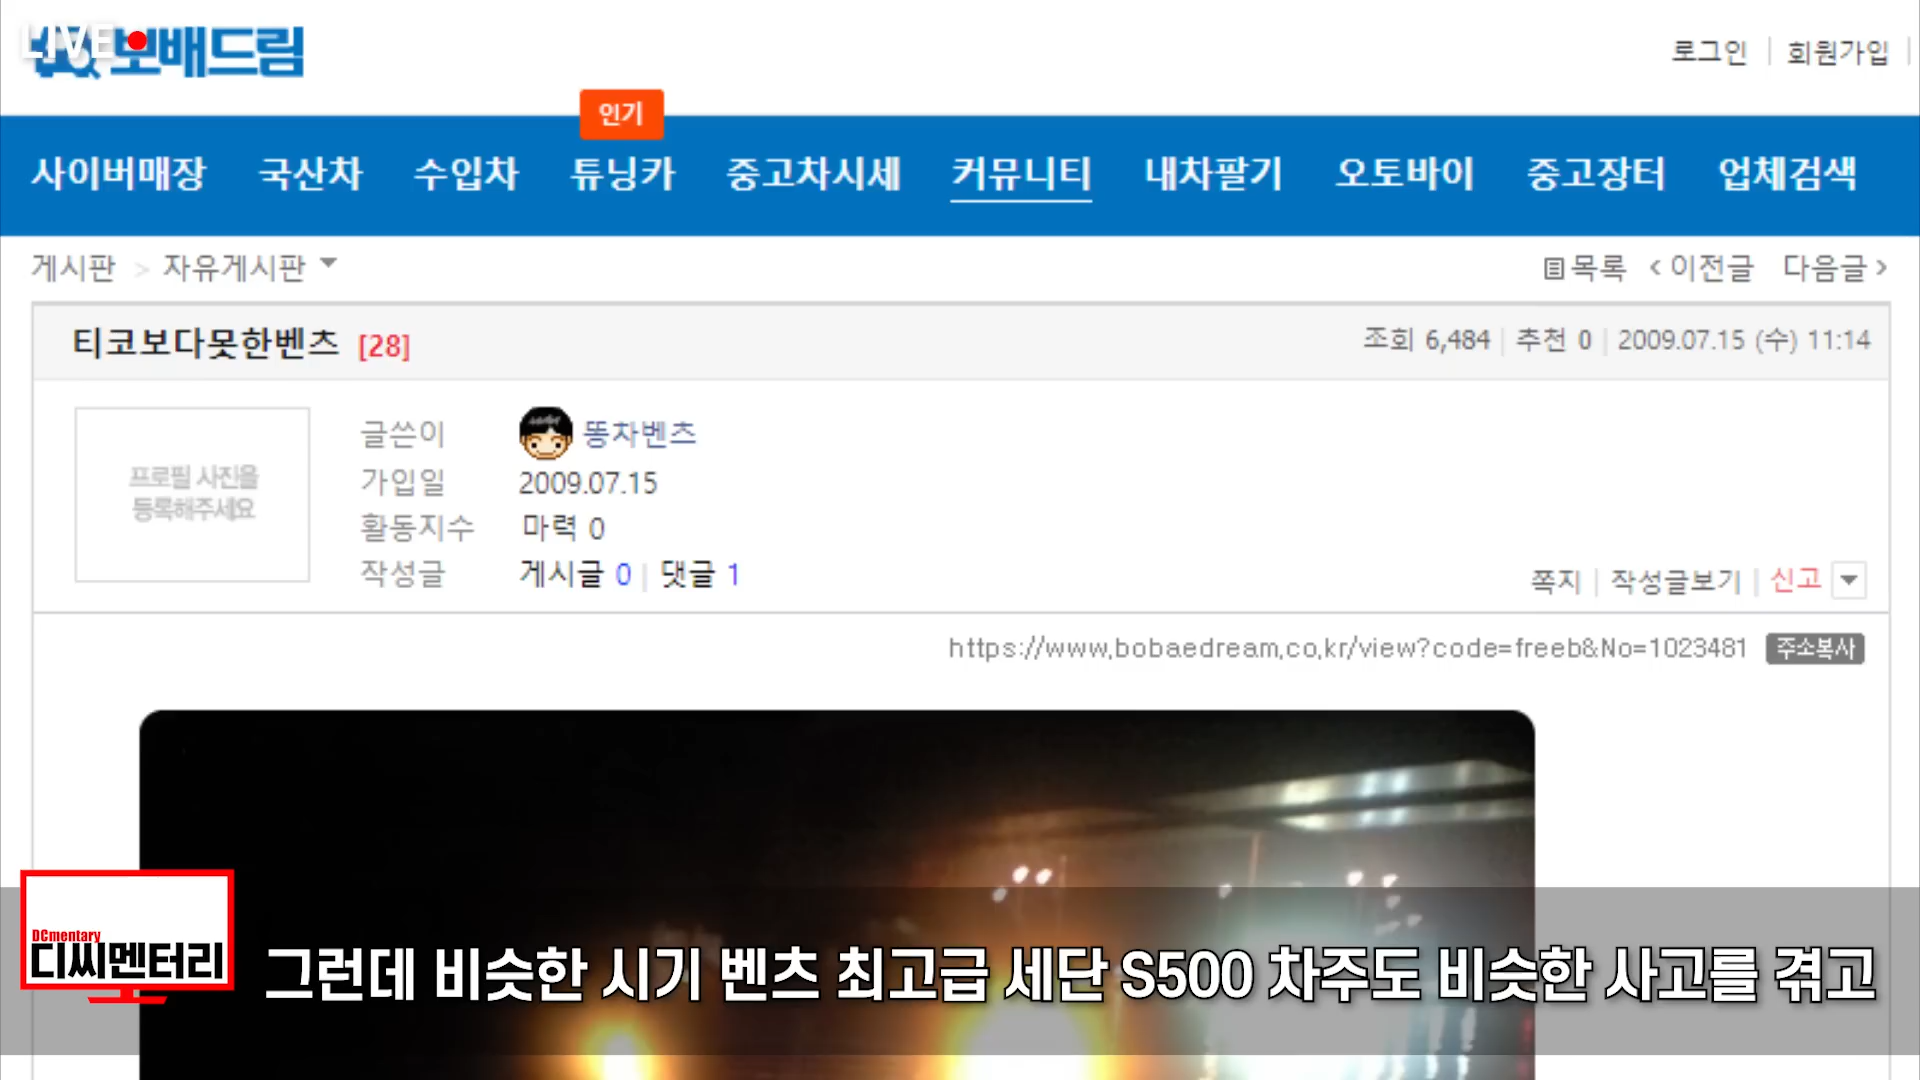 LIVE 보배드림
로그인 | 회원가입 |
인기
사이버매장 국산차 수입차 튜닝카 중고차시세 커뮤니티 내차팔기 오토바이 중고장터 업체검색
게시판 > 자유게시판
목록 < 이전글 다음글 >
티코보다못한벤츠 [28]
조회 6,484 | 추천 0 | 2009.07.15 (수) 11:14
프로필 사진을
등록해주세요
글쓴이 똥차벤츠
가입일 2009.07.15
활동지수 마력 0
작성글 게시글 0 | 댓글 1
쪽지 | 작성글보기 | 신고
https://www.bobaedream.co.kr/view?code=freeb&No=1023481 주소복사
DCmentary
디씨멘터리
그런데 비슷한 시기 벤츠 최고급 세단 S500 차주도 비슷한 사고를 겪고